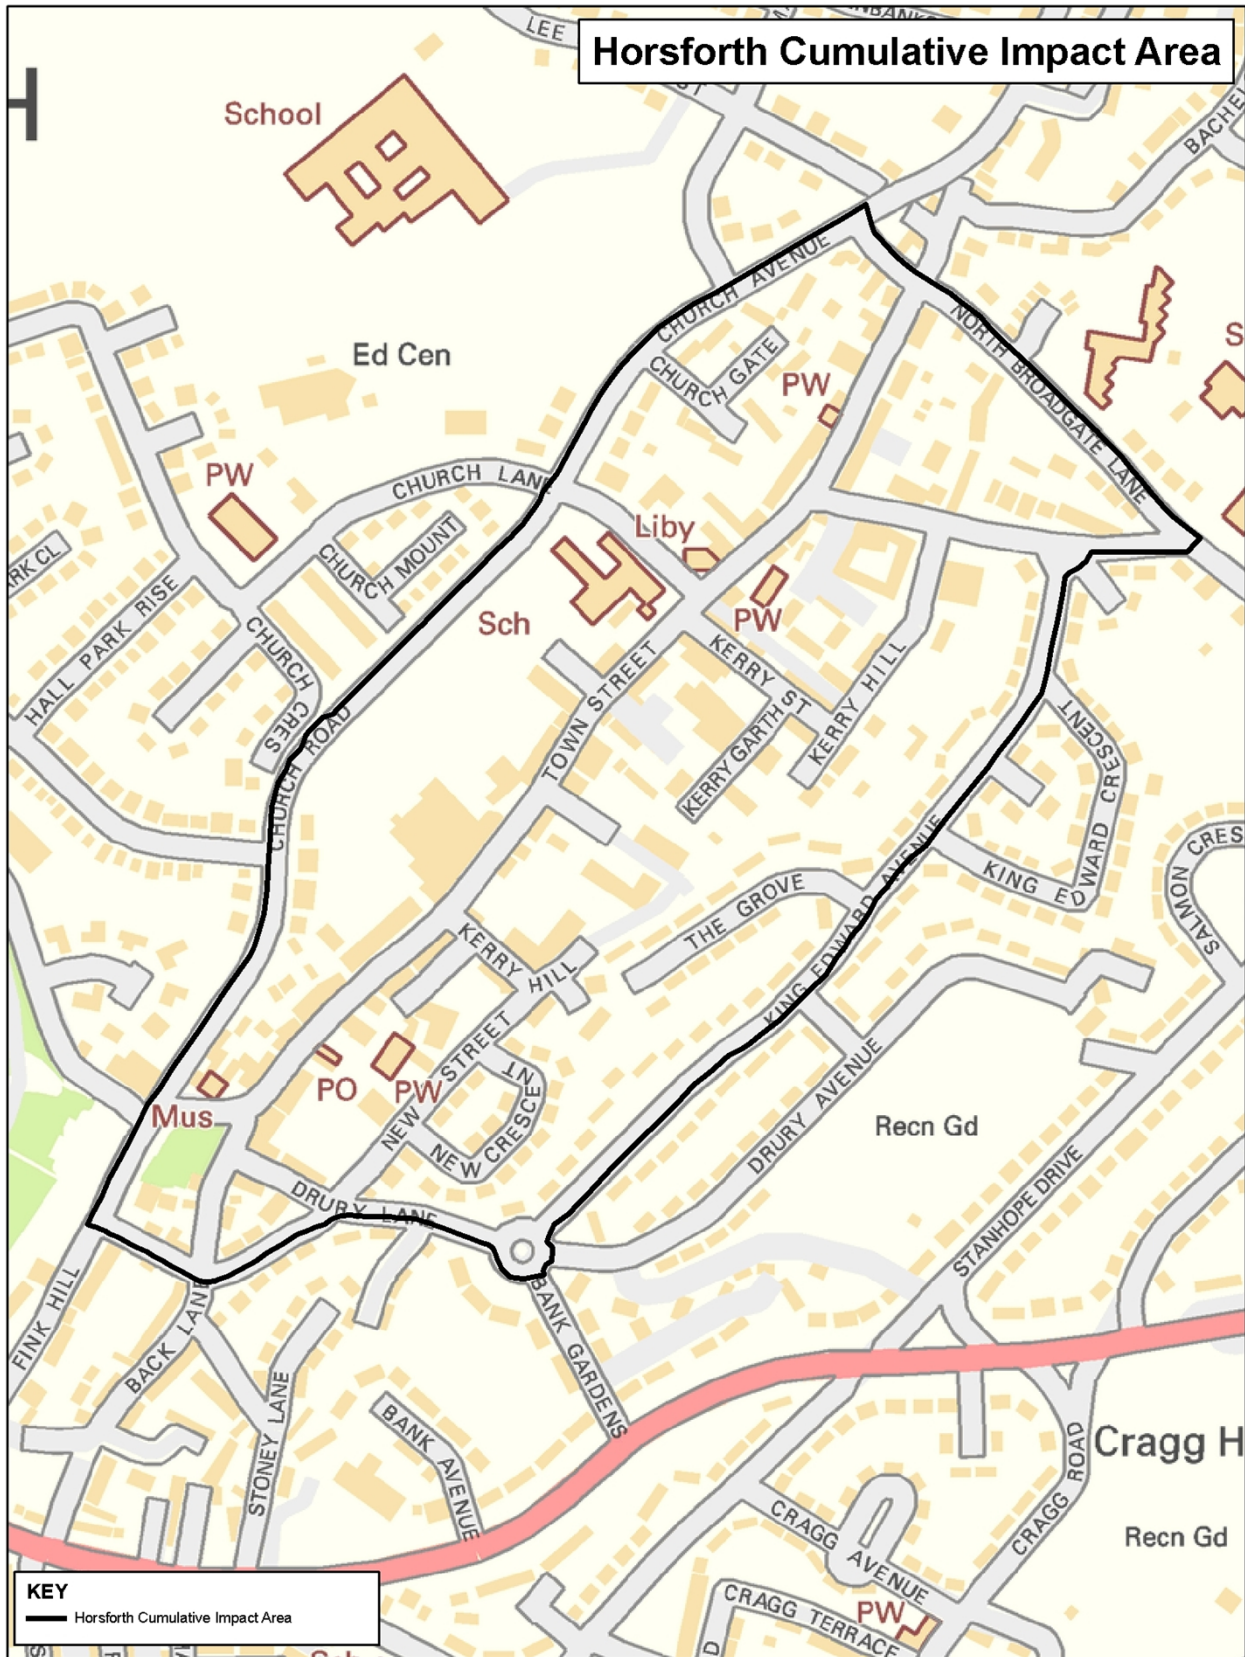 LEE
Horsforth Cumulative Impact Area
H
School
CHURCH AVENUE
NORTH BROADGATE LANE
Ed Cen
CHURCH GATE
PW
PW
CHURCH LANE
Liby
CHURCH MOUNT
HALL PARK RISE
CHURCH CRES
Sch
PW
KERRY ST
KERRY HILL
TOWN STREET
KERRY GARTH
CHURCH ROAD
KING EDWARD CRESCENT
KING EDWARD AVENUE
THE GROVE
SALMON CRES
KERRY HILL
NEW STREET
NEW CRESCENT
PO
PW
Mus
DRURY AVENUE
Recn Gd
DRURY LANE
STANHOPE DRIVE
FINK HILL
BACK LANE
BANK GARDENS
STONEY LANE
BANK AVENUE
Cragg H
CRAGG ROAD
Recn Gd
CRAGG AVENUE
CRAGG TERRACE
PW
KEY
Horsforth Cumulative Impact Area